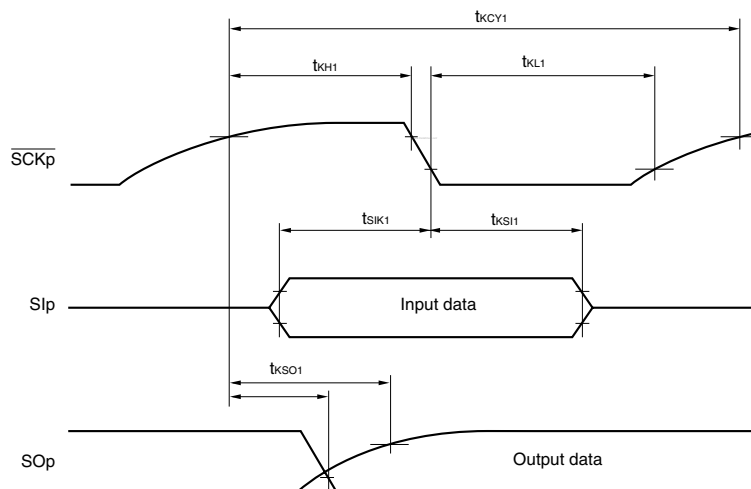 tKCY1
tKH1
tKL1
SCKp
tSIK1
tKSI1
SIp
Input data
tKSO1
SOp
Output data